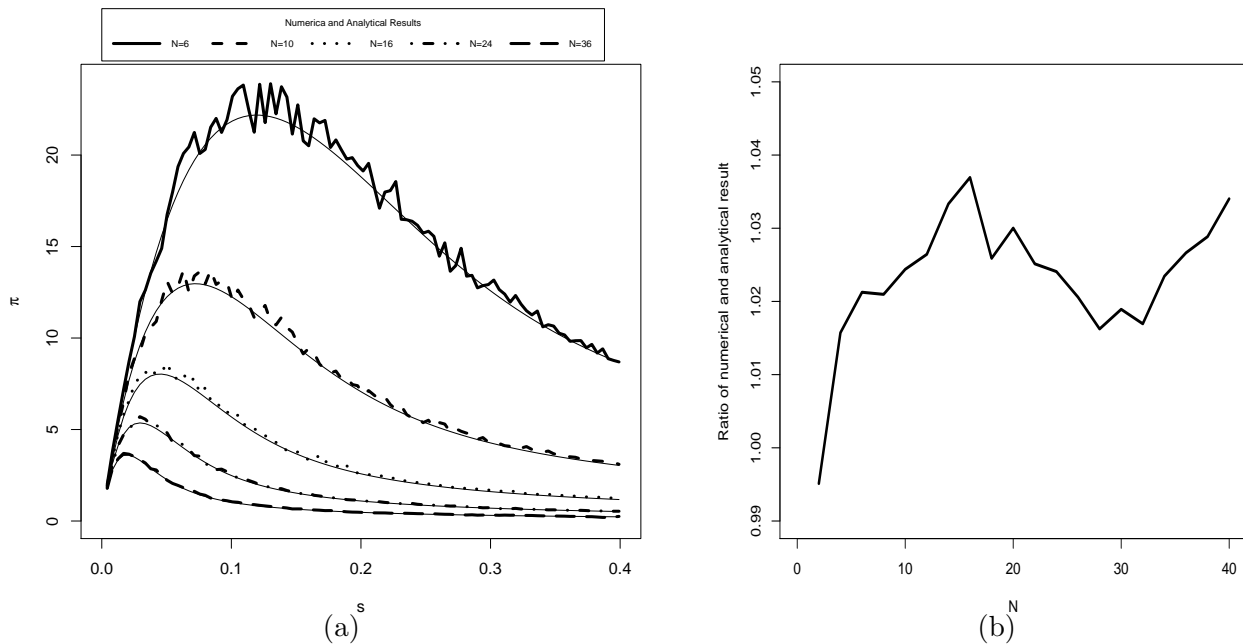 Numerica and Analytical Results
N=6 N=10 N=16 N=24 N=36
π
20
15
10
5
0
0.0 0.1 0.2 0.3 0.4
s
(a)
Ratio of numerical and analytical result
1.05
1.04
1.03
1.02
1.01
1.00
0.99
0 10 20 30 40
N
(b)